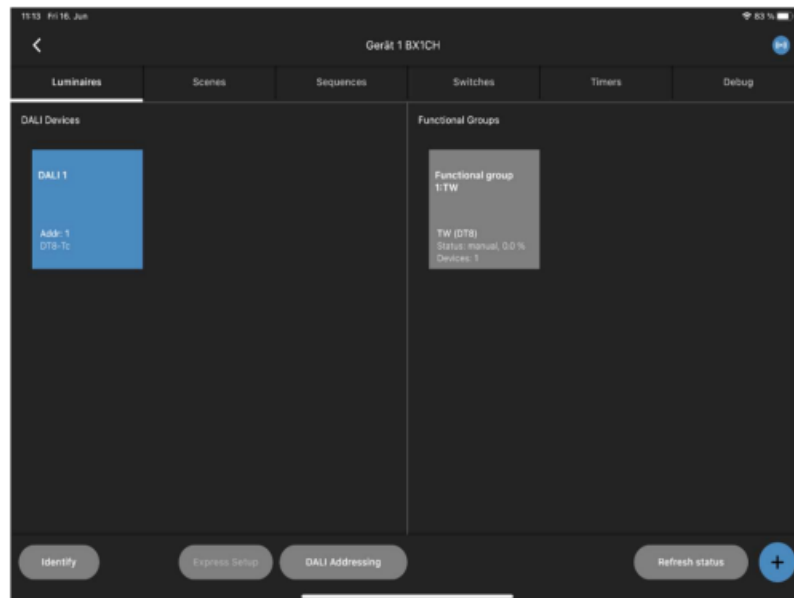 11:13 Fri 16. Jun
83 %
Gerät 1 BX1CH
Luminaires
Scenes
Sequences
Switches
Timers
Debug
DALI Devices
Functional Groups
DALI 1
Addr: 1
DT8-Tc
Functional group
1:TW
TW (DT8)
Status: manual, 0.0 %
Devices: 1
Identify
Express Setup
DALI Addressing
Refresh status